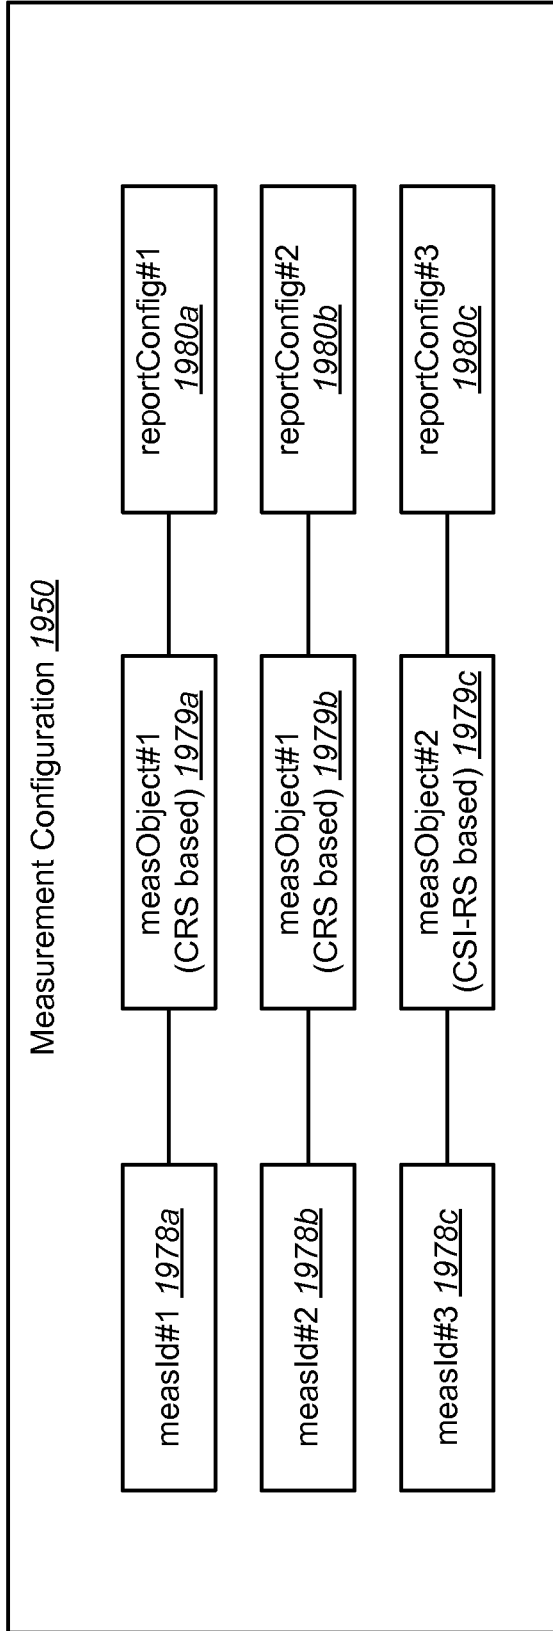 Measurement Configuration 1950
measId#1 1978a
measObject#1
(CRS based) 1979a
reportConfig#1
1980a
measId#2 1978b
measObject#1
(CRS based) 1979b
reportConfig#2
1980b
measId#3 1978c
measObject#2
(CSI-RS based) 1979c
reportConfig#3
1980c